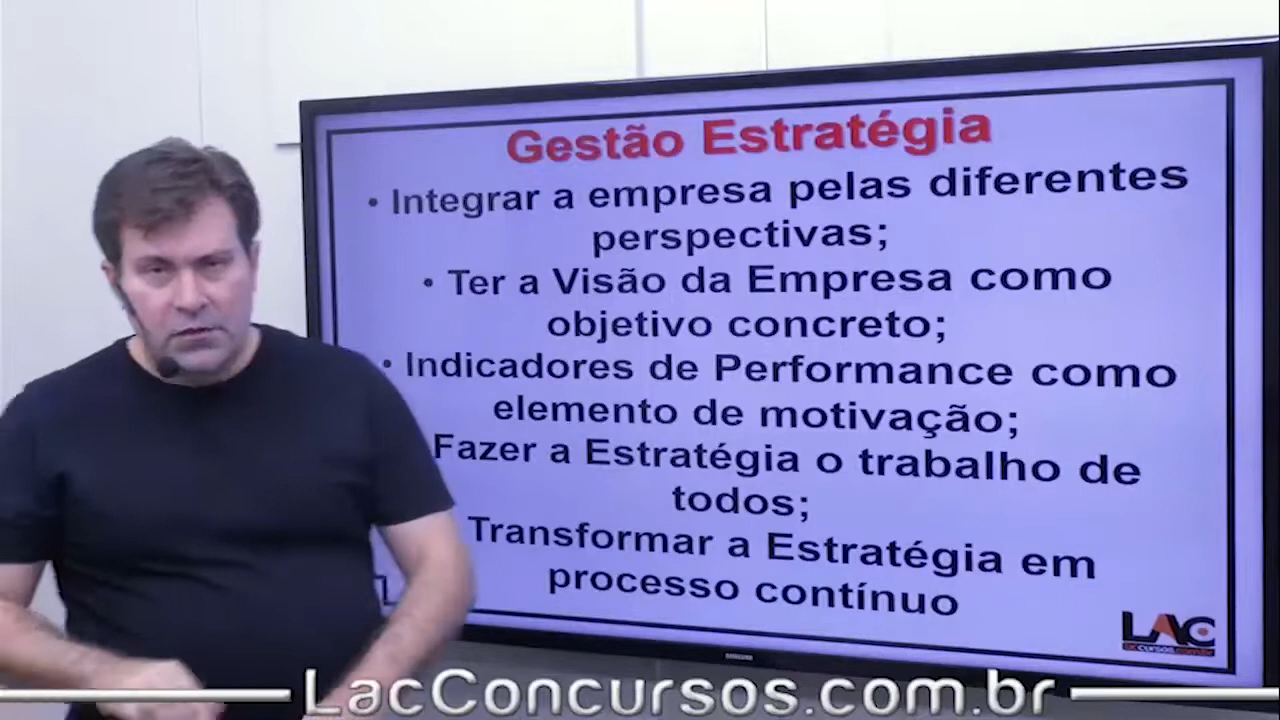 Gestão Estratégia
• Integrar a empresa pelas diferentes
perspectivas;
• Ter a Visão da Empresa como
objetivo concreto;
• Indicadores de Performance como
elemento de motivação;
Fazer a Estratégia o trabalho de
todos;
Transformar a Estratégia em
processo contínuo
LAC
LacConcursos.com.br